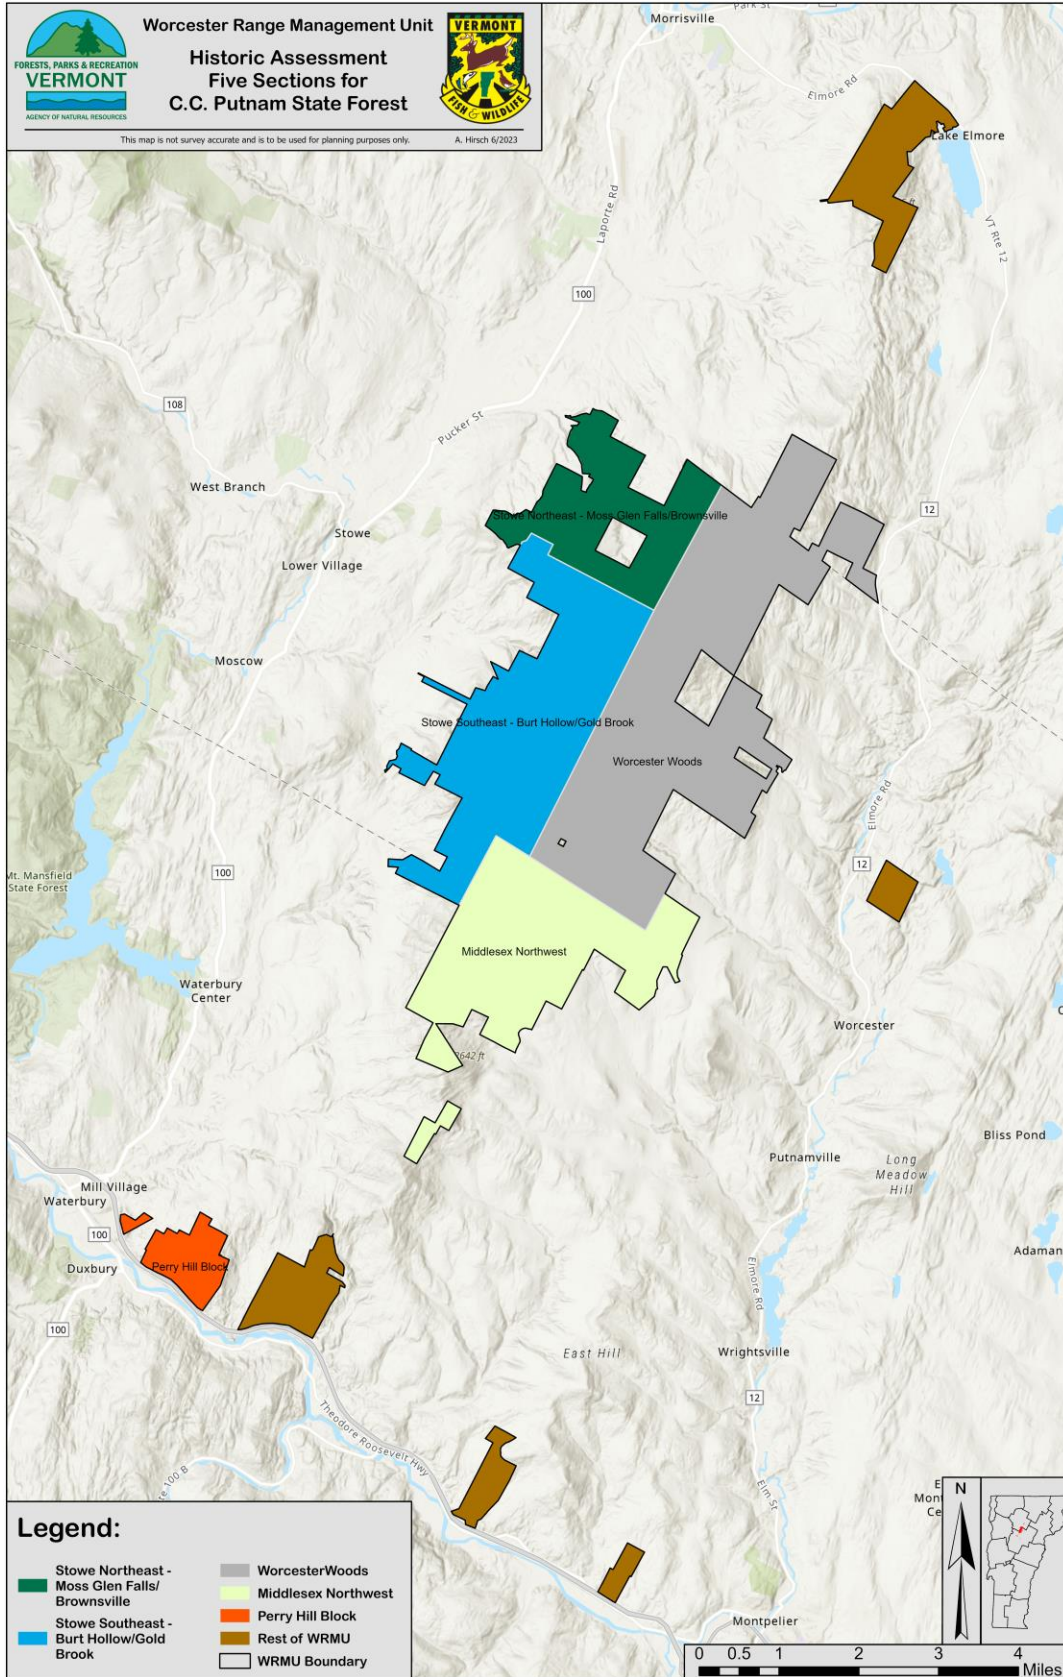 FORESTS, PARKS & RECREATION
VERMONT
AGENCY OF NATURAL RESOURCES
Worcester Range Management Unit
Historic Assessment
Five Sections for
C.C. Putnam State Forest
VERMONT
FISH & WILDLIFE
This map is not survey accurate and is to be used for planning purposes only.
A. Hirsch 6/2023
Park St
Morrisville
Elmore Rd
Lake Elmore
Laporte Rd
VT Rte 12
100
108
Pucker St
West Branch
12
Stowe Northeast - Moss Glen Falls/Brownsville
Stowe
Lower Village
Moscow
Stowe Southeast - Burt Hollow/Gold Brook
Worcester Woods
Elmore Rd
12
100
Mt. Mansfield
State Forest
Middlesex Northwest
Waterbury
Center
Worcester
2642 ft
Bliss Pond
Putnamville
Long
Meadow
Hill
Mill Village
Waterbury
100
Adaman
Duxbury
Perry Hill Block
Elmore Rd
100
East Hill
Wrightsville
12
Theodore Roosevelt Hwy
te 100 B
Elm St
E
Mont
Ce
N
Montpelier
Legend:
Stowe Northeast -
Moss Glen Falls/
Brownsville
Stowe Southeast -
Burt Hollow/Gold
Brook
WorcesterWoods
Middlesex Northwest
Perry Hill Block
Rest of WRMU
WRMU Boundary
0 0.5 1 2 3 4
Miles